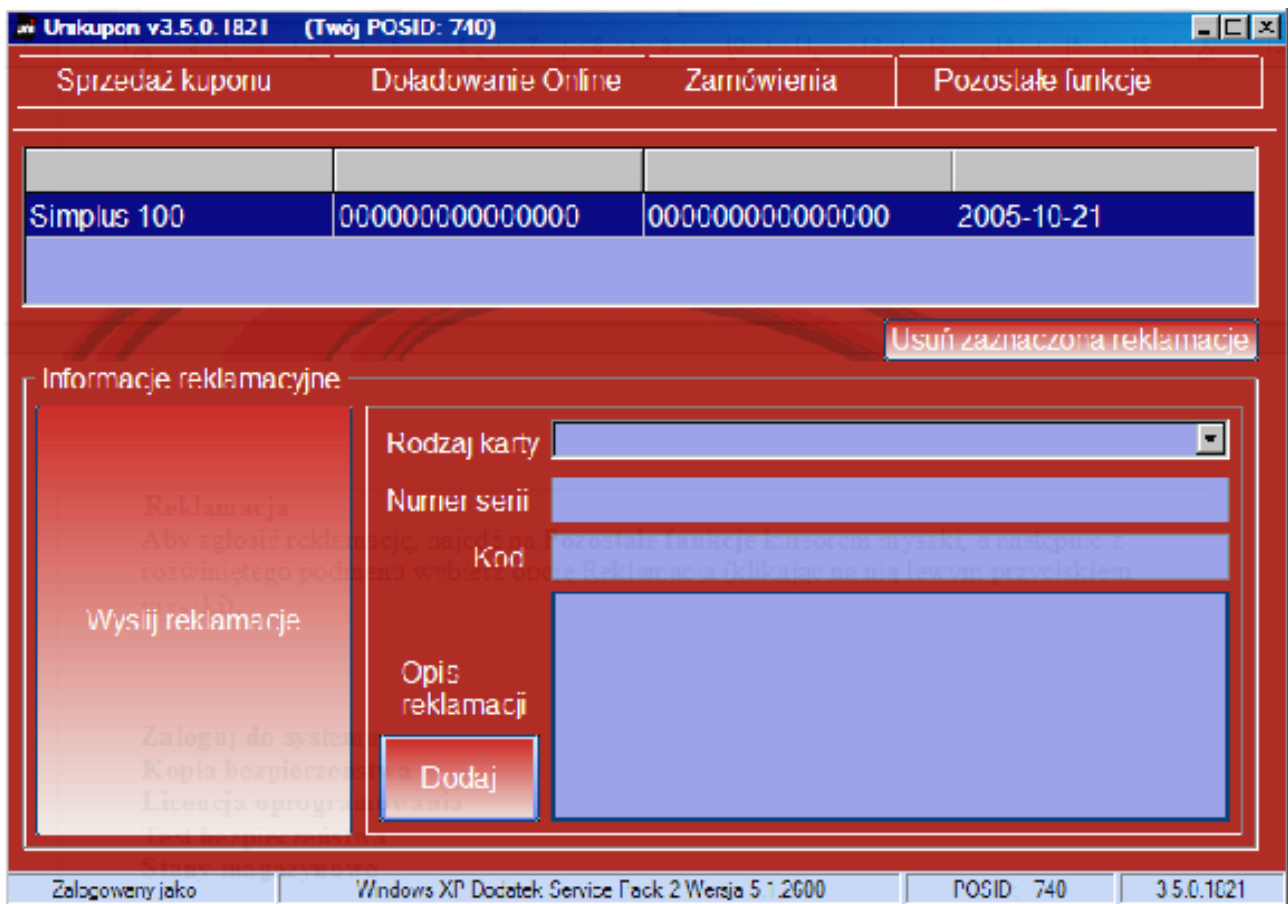 Unikupon v3.5.0.1821 (Twój POSID: 740)
Sprzedaż kuponu Doładowanie Online Zamówienia Pozostałe funkcje
Simplus 100 000000000000000 000000000000000 2005-10-21
Usuń zaznaczona reklamacje
Informacje reklamacyjne
Rodzaj karty
Numer serii
Kod
Reklamacja
Aby zgłosić reklamację, najedź na Pozostałe funkcje kursorem myszki, a następnie z
rozwiniętego podmenu wybierz opcję Reklamacja (klikając na nią lewym przyciskiem
myszki)
Wyslij reklamacje
Opis
reklamacji
Dodaj
Zaloguj do systemu
Kopia bezpieczeństwa
Licencja oprogramowania
Test bezpieczeństwa
Stany magazynowe
Zalogowany jako Windows XP Dodatek Service Pack 2 Wersja 5.1.2600 POSID: 740 3.5.0.1821